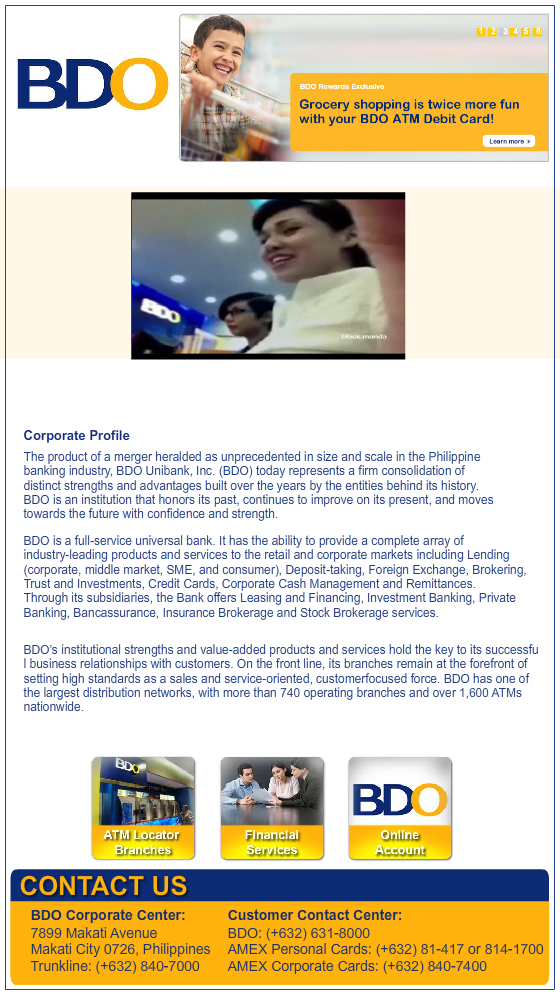 BDO
1 2 3 4 5 6
BDO Rewards Exclusive
Grocery shopping is twice more fun
with your BDO ATM Debit Card!
Learn more
BDO
black.manda
Corporate Profile
The product of a merger heralded as unprecedented in size and scale in the Philippine
banking industry, BDO Unibank, Inc. (BDO) today represents a firm consolidation of
distinct strengths and advantages built over the years by the entities behind its history.
BDO is an institution that honors its past, continues to improve on its present, and moves
towards the future with confidence and strength.
BDO is a full-service universal bank. It has the ability to provide a complete array of
industry-leading products and services to the retail and corporate markets including Lending
(corporate, middle market, SME, and consumer), Deposit-taking, Foreign Exchange, Brokering,
Trust and Investments, Credit Cards, Corporate Cash Management and Remittances.
Through its subsidiaries, the Bank offers Leasing and Financing, Investment Banking, Private
Banking, Bancassurance, Insurance Brokerage and Stock Brokerage services.
BDO's institutional strengths and value-added products and services hold the key to its successfu
l business relationships with customers. On the front line, its branches remain at the forefront of
setting high standards as a sales and service-oriented, customerfocused force. BDO has one of
the largest distribution networks, with more than 740 operating branches and over 1,600 ATMs
nationwide.
BDO
ATM Locator
Branches
Financial
Services
BDO
Online
Account
CONTACT US
BDO Corporate Center:
7899 Makati Avenue
Makati City 0726, Philippines
Trunkline: (+632) 840-7000
Customer Contact Center:
BDO: (+632) 631-8000
AMEX Personal Cards: (+632) 81-417 or 814-1700
AMEX Corporate Cards: (+632) 840-7400